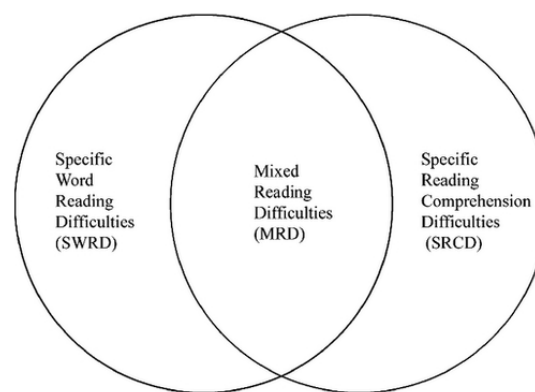 Specific
Word
Reading
Difficulties
(SWRD)
Mixed
Reading
Difficulties
(MRD)
Specific
Reading
Comprehension
Difficulties
(SRCD)